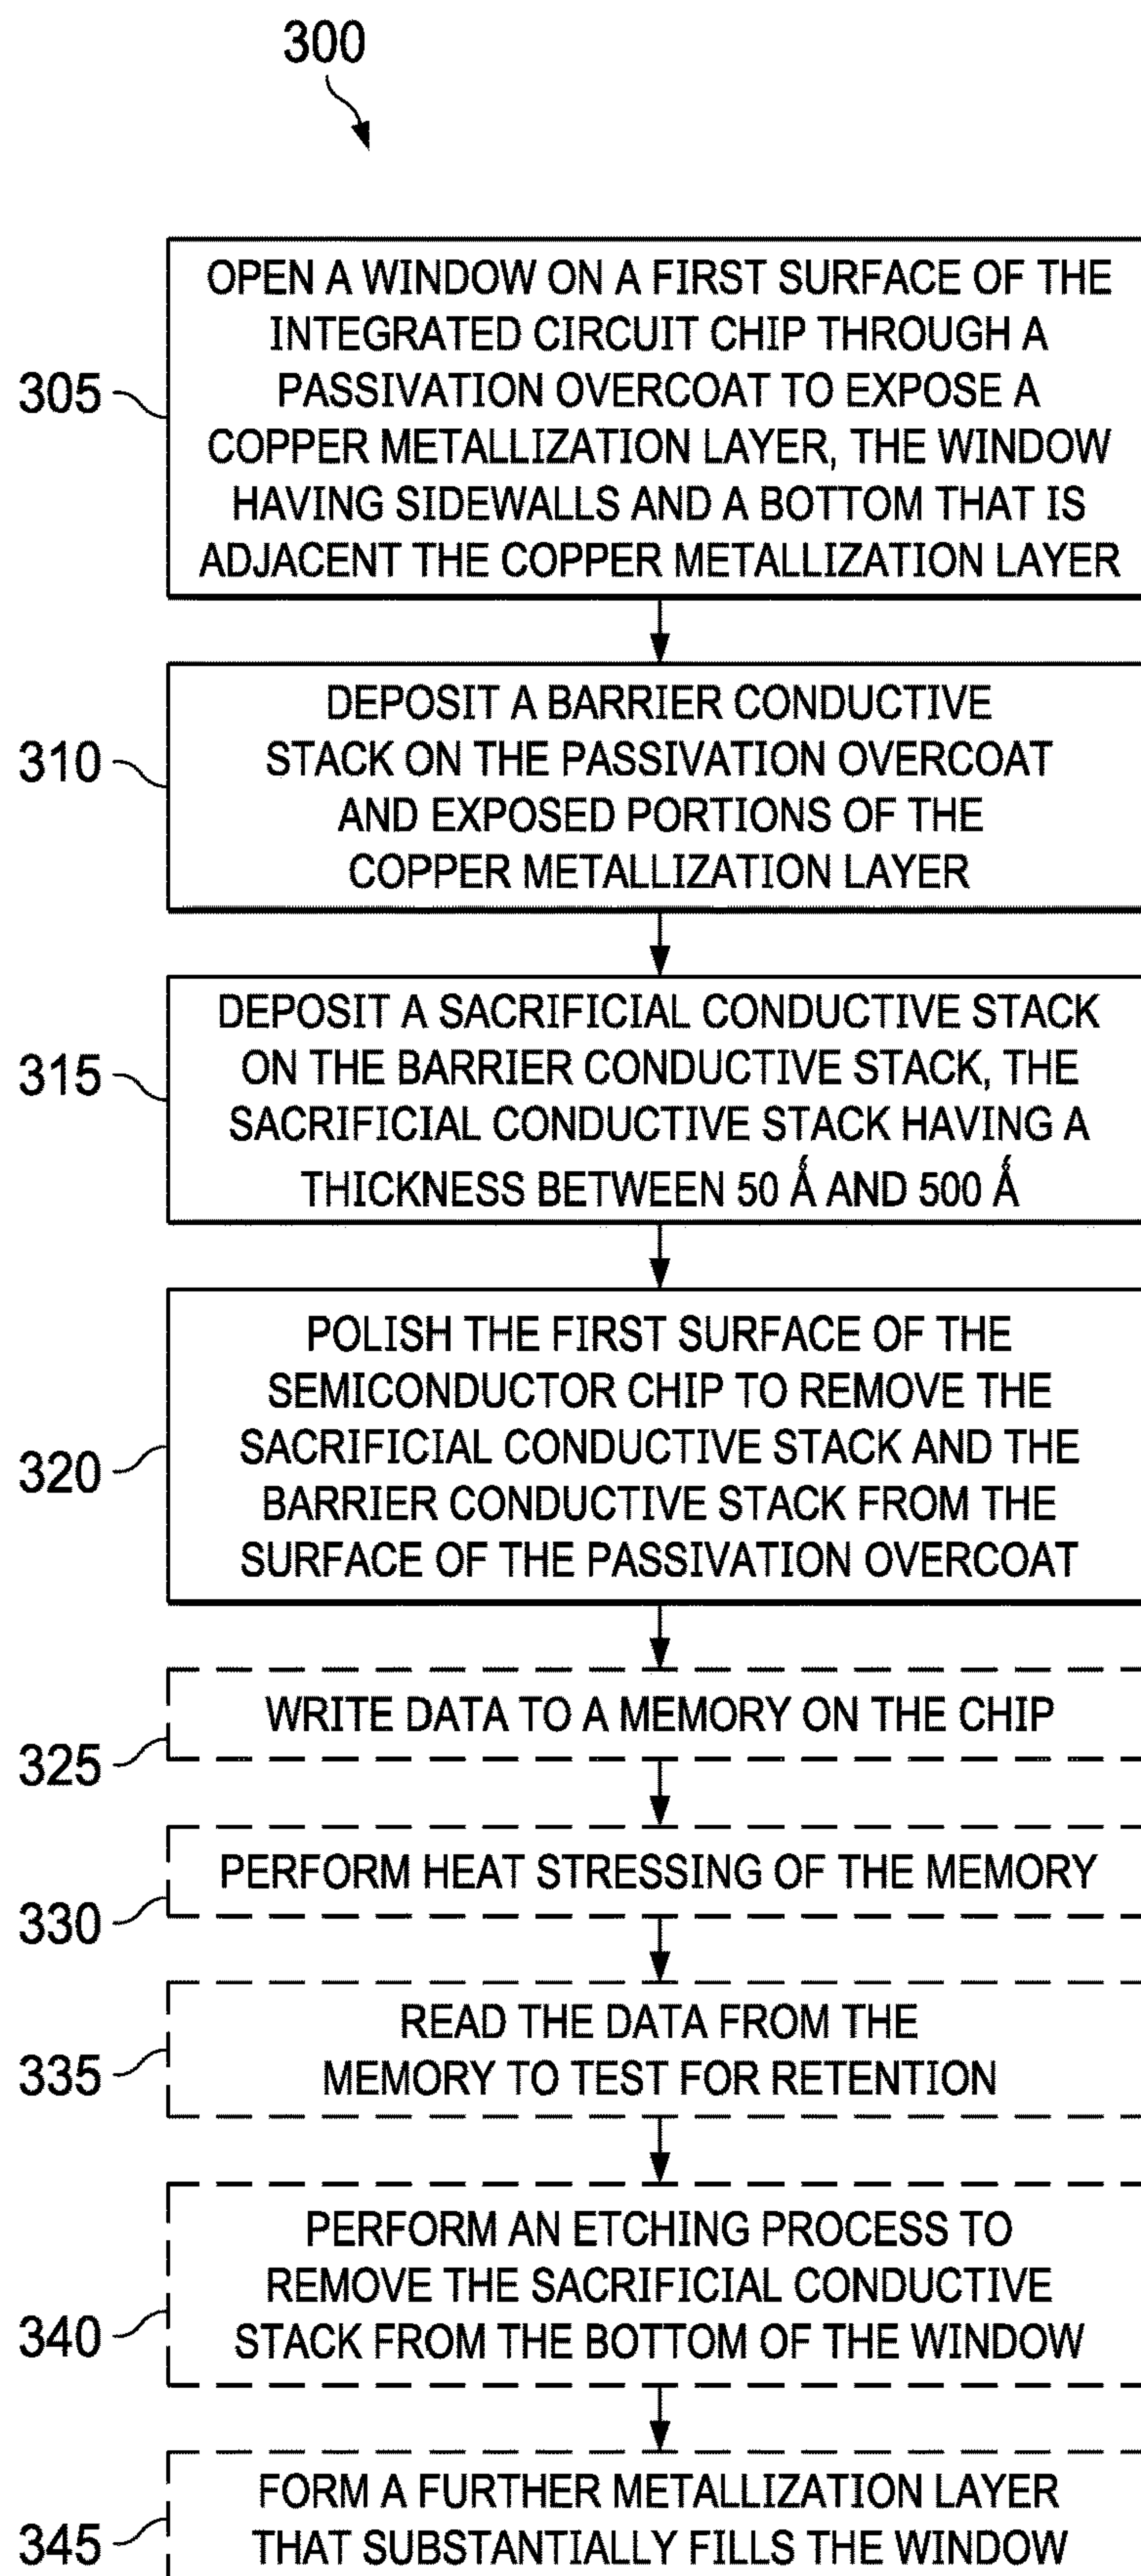 300
305
OPEN A WINDOW ON A FIRST SURFACE OF THE
INTEGRATED CIRCUIT CHIP THROUGH A
PASSIVATION OVERCOAT TO EXPOSE A
COPPER METALLIZATION LAYER, THE WINDOW
HAVING SIDEWALLS AND A BOTTOM THAT IS
ADJACENT THE COPPER METALLIZATION LAYER
310
DEPOSIT A BARRIER CONDUCTIVE
STACK ON THE PASSIVATION OVERCOAT
AND EXPOSED PORTIONS OF THE
COPPER METALLIZATION LAYER
315
DEPOSIT A SACRIFICIAL CONDUCTIVE STACK
ON THE BARRIER CONDUCTIVE STACK, THE
SACRIFICIAL CONDUCTIVE STACK HAVING A
THICKNESS BETWEEN 50 Ǻ AND 500 Ǻ
320
POLISH THE FIRST SURFACE OF THE
SEMICONDUCTOR CHIP TO REMOVE THE
SACRIFICIAL CONDUCTIVE STACK AND THE
BARRIER CONDUCTIVE STACK FROM THE
SURFACE OF THE PASSIVATION OVERCOAT
325
WRITE DATA TO A MEMORY ON THE CHIP
330
PERFORM HEAT STRESSING OF THE MEMORY
335
READ THE DATA FROM THE
MEMORY TO TEST FOR RETENTION
340
PERFORM AN ETCHING PROCESS TO
REMOVE THE SACRIFICIAL CONDUCTIVE
STACK FROM THE BOTTOM OF THE WINDOW
345
FORM A FURTHER METALLIZATION LAYER
THAT SUBSTANTIALLY FILLS THE WINDOW